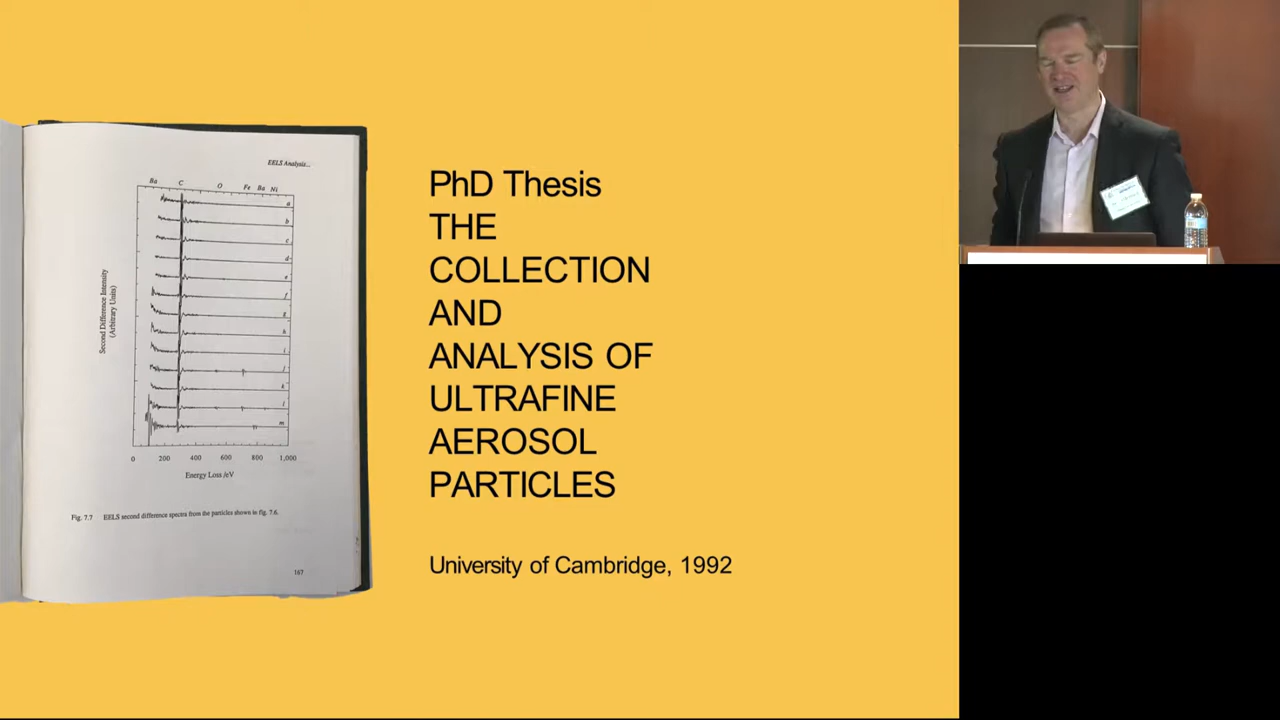 EELS Analysis...
Ba C O Fe Ba Ni
a
b
c
d
e
f
g
h
i
j
k
l
m
Second Difference Intensity
(Arbitrary Units)
0 200 400 600 800 1,000
Energy Loss /eV
Fig. 7.7 EELS second difference spectra from the particles shown in fig. 7.6.
167
PhD Thesis
THE
COLLECTION
AND
ANALYSIS OF
ULTRAFINE
AEROSOL
PARTICLES
University of Cambridge, 1992